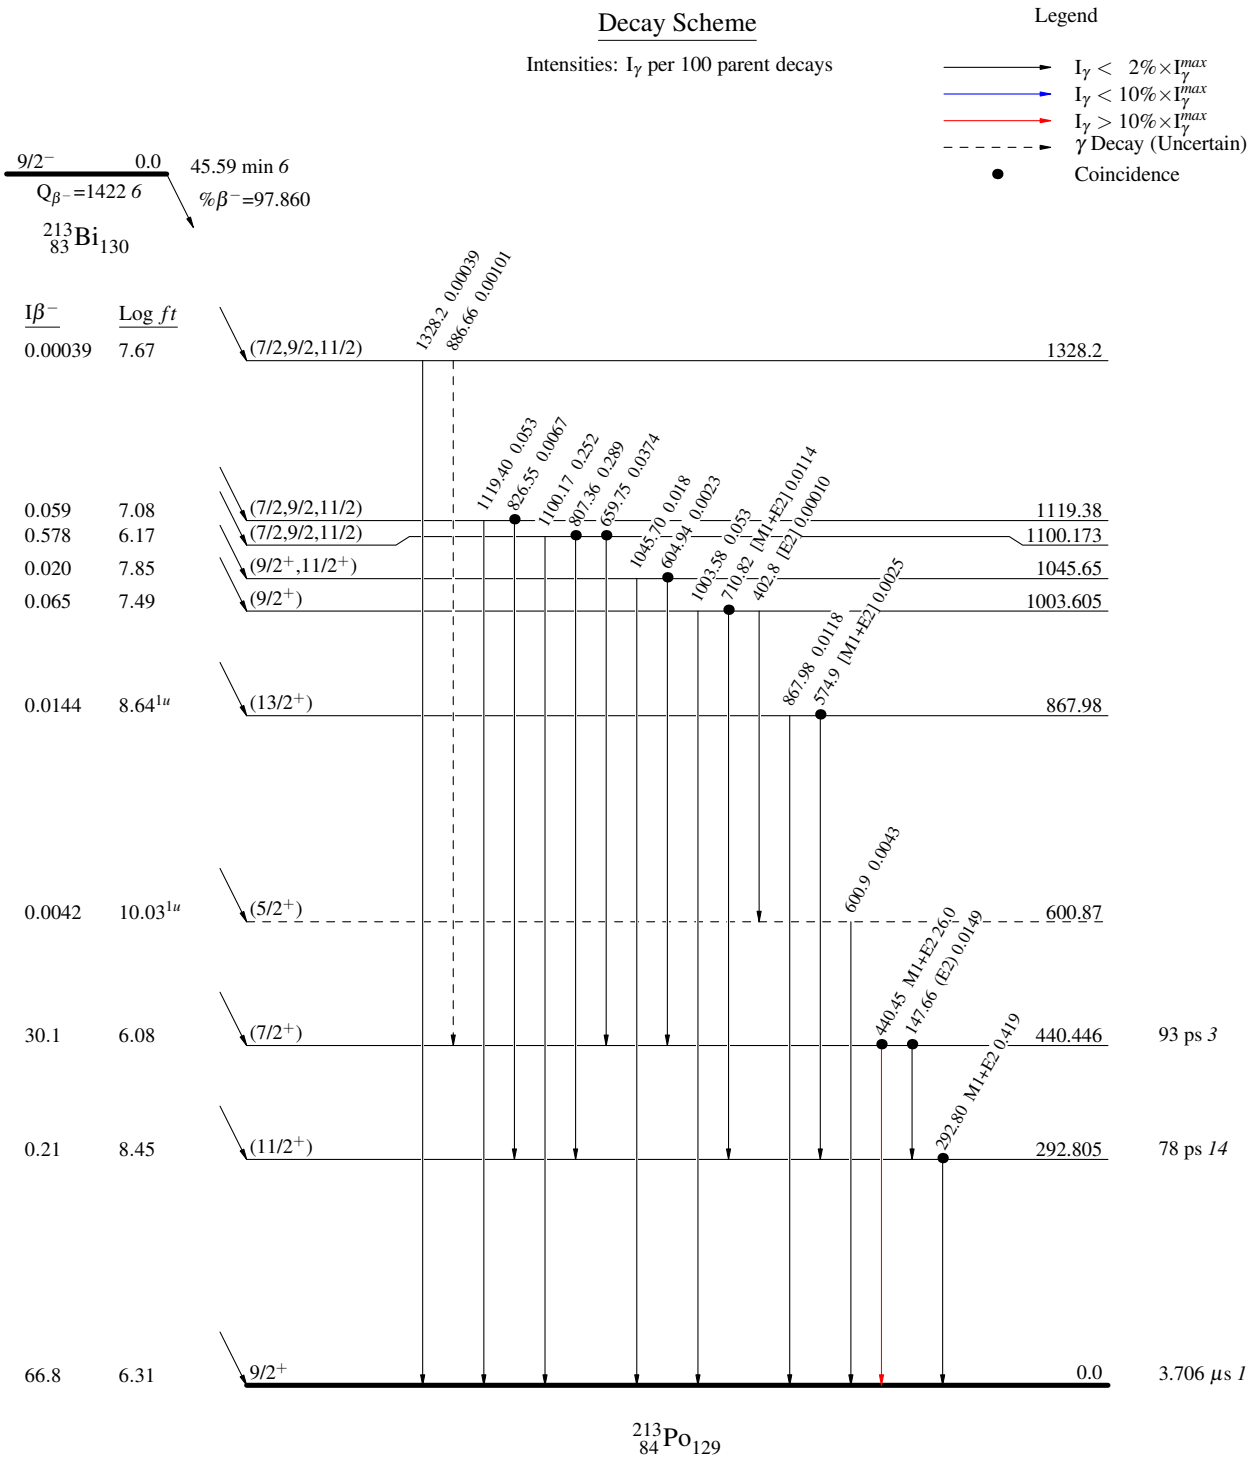 Decay Scheme
Intensities: Iγ per 100 parent decays
Legend
Iγ < 2%×Iγ^max
Iγ < 10%×Iγ^max
Iγ > 10%×Iγ^max
γ Decay (Uncertain)
Coincidence
9/2⁻ 0.0 45.59 min 6
Qβ⁻=1422 6 %β⁻=97.860
²¹³₈₃Bi₁₃₀
Iβ⁻ Log ft
1328.2 0.00039
886.66 0.00101
0.00039 7.67 (7/2,9/2,11/2) 1328.2
1119.40 0.053
826.55 0.0067
1100.17 0.252
807.36 0.289
659.75 0.0374
1045.70 0.018
604.94 0.0023
1003.58 0.053
710.82 [M1+E2] 0.0114
402.8 [E2] 0.00010
0.059 7.08 (7/2,9/2,11/2) 1119.38
0.578 6.17 (7/2,9/2,11/2) 1100.173
0.020 7.85 (9/2⁺,11/2⁺) 1045.65
0.065 7.49 (9/2⁺) 1003.605
867.98 0.0118
574.9 [M1+E2] 0.0025
0.0144 8.64¹ᵘ (13/2⁺) 867.98
600.9 0.0043
0.0042 10.03¹ᵘ (5/2⁺) 600.87
440.45 M1+E2 26.0
147.66 (E2) 0.0149
30.1 6.08 (7/2⁺) 440.446 93 ps 3
292.80 M1+E2 0.419
0.21 8.45 (11/2⁺) 292.805 78 ps 14
66.8 6.31 9/2⁺ 0.0 3.706 μs 1
²¹³₈₄Po₁₂₉